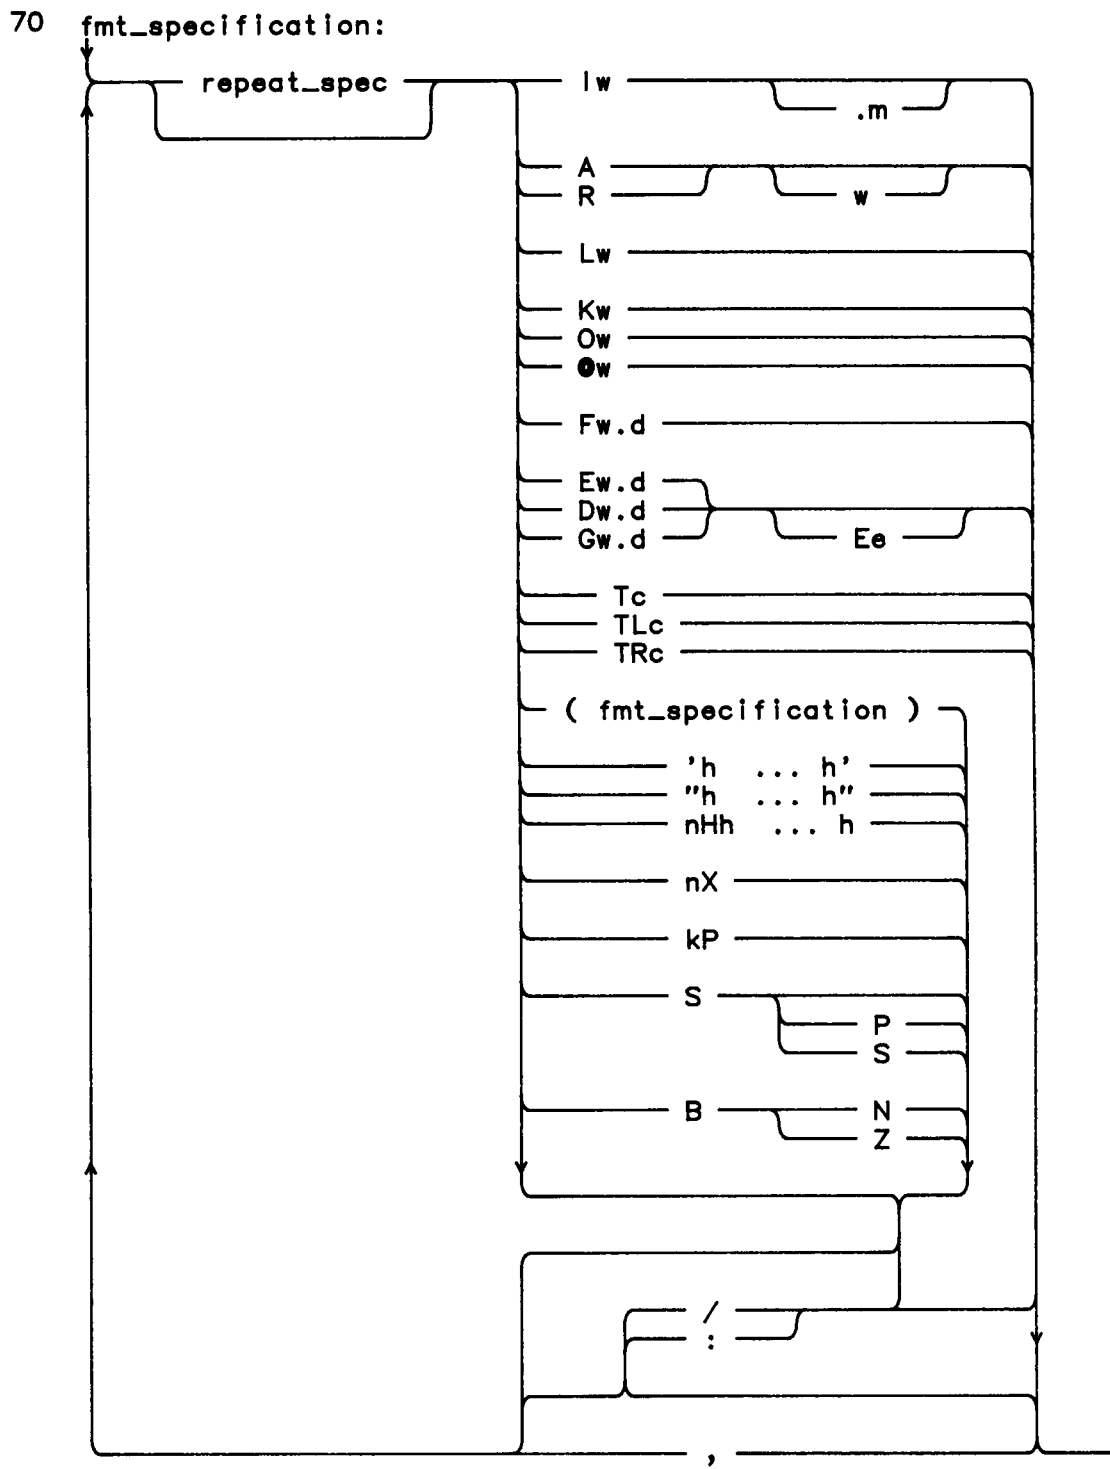 70 fmt_specification:
repeat_spec Iw
.m
A
R w
Lw
Kw
Ow
@w
Fw.d
Ew.d
Dw.d
Gw.d Ee
Tc
TLc
TRc
( fmt_specification )
'h ... h'
"h ... h"
nHh ... h
nX
kP
S
P
S
B N
Z
/
:
,